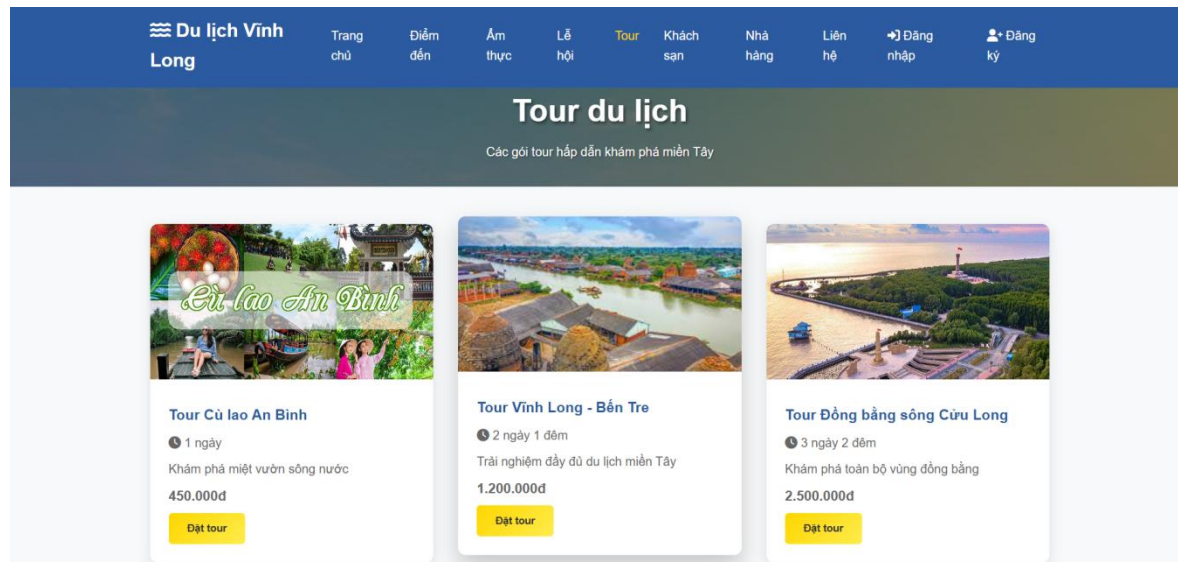 Du lịch Vĩnh
Long
Trang
chủ
Điểm
đến
Ẩm
thực
Lễ
hội
Tour
Khách
sạn
Nhà
hàng
Liên
hệ
Đăng
nhập
Đăng
ký
Tour du lịch
Các gói tour hấp dẫn khám phá miền Tây
Cù lao An Bình
Tour Cù lao An Bình
1 ngày
Khám phá miệt vườn sông nước
450.000đ
Đặt tour
Tour Vĩnh Long - Bến Tre
2 ngày 1 đêm
Trải nghiệm đầy đủ du lịch miền Tây
1.200.000đ
Đặt tour
Tour Đồng bằng sông Cửu Long
3 ngày 2 đêm
Khám phá toàn bộ vùng đồng bằng
2.500.000đ
Đặt tour